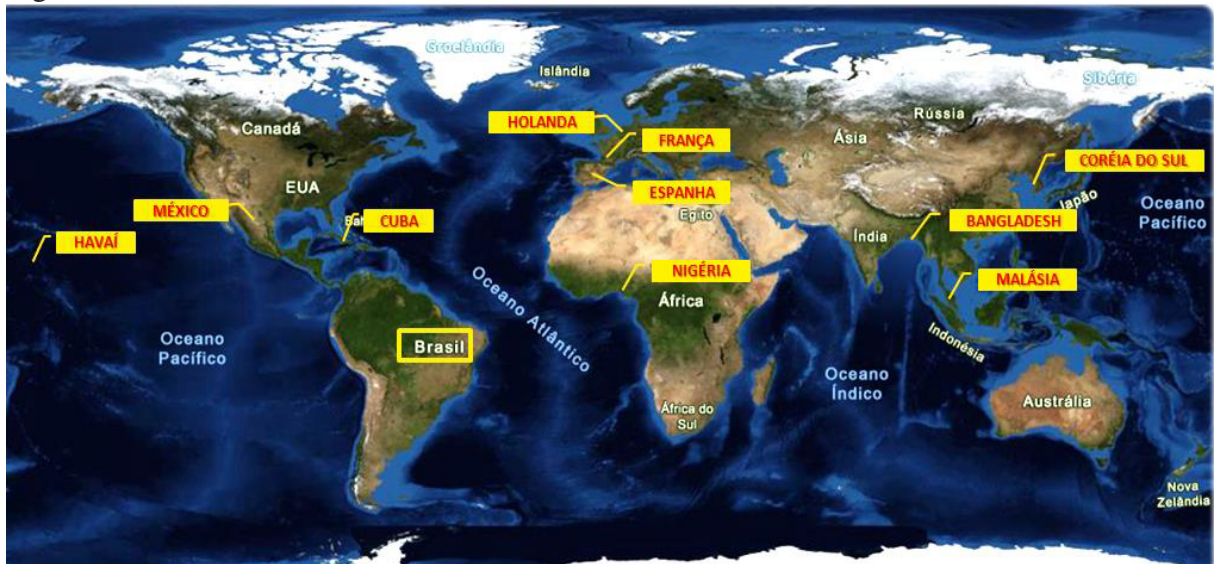 Groelândia
Sibéria
Islândia
Rússia
HOLANDA
Canadá
FRANÇA
Ásia
CORÉIA DO SUL
EUA
ESPANHA
Japão
MÉXICO
Oceano
Pacífico
Egito
CUBA
BANGLADESH
Índia
HAVAÍ
NIGÉRIA
MALÁSIA
África
Oceano Atlântico
Oceano
Pacífico
Brasil
Indonésia
Oceano
Índico
Austrália
África do
Sul
Nova
Zelândia